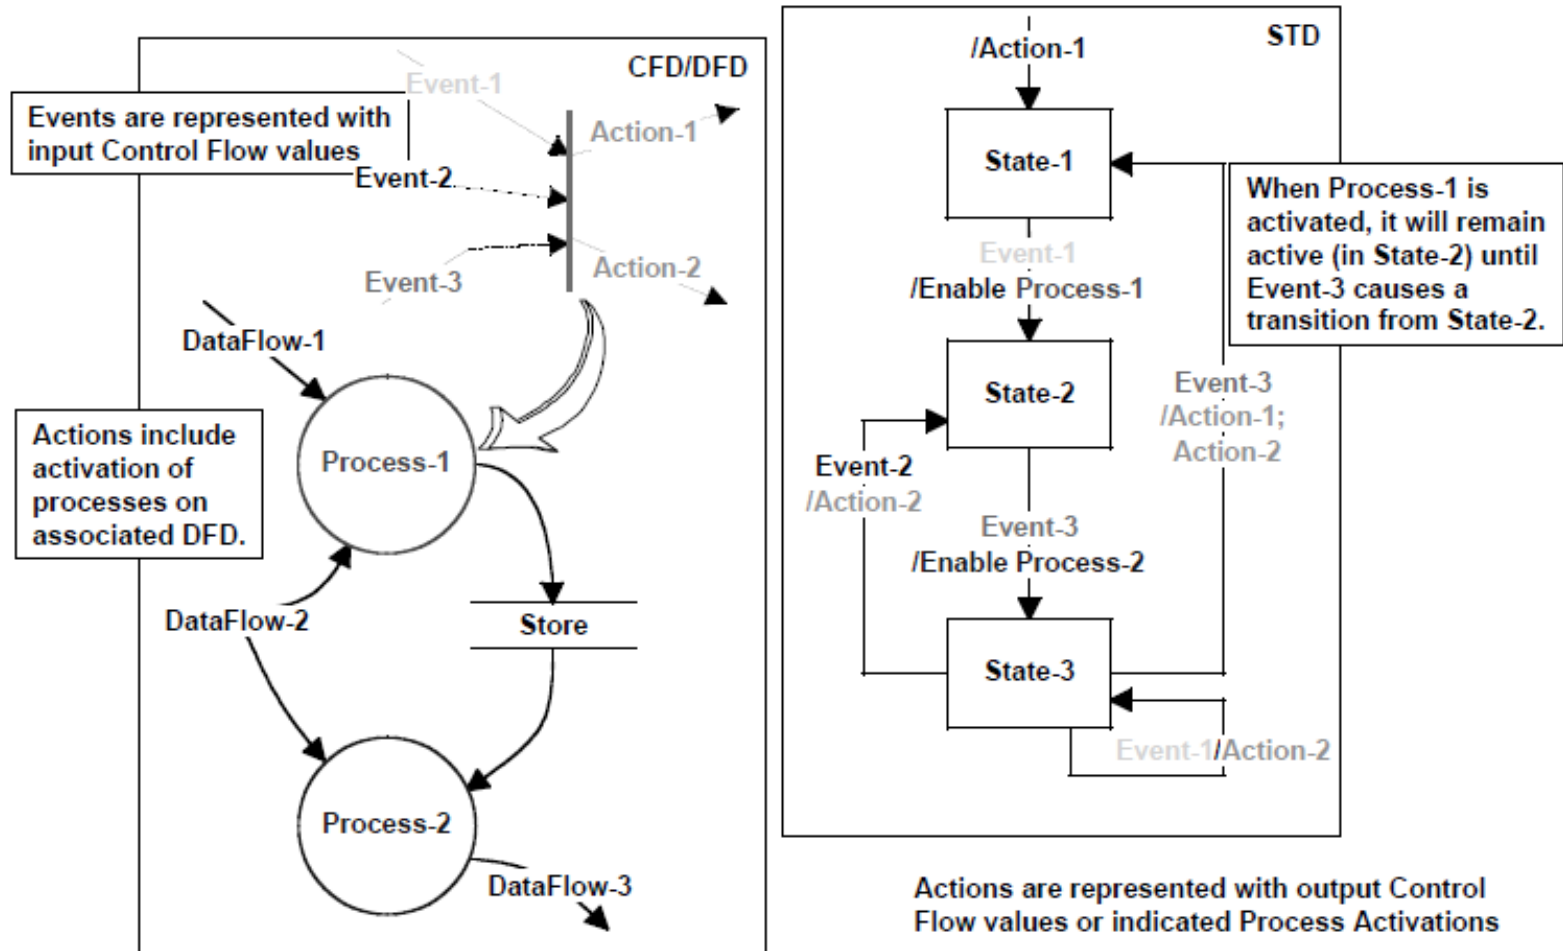 CFD/DFD
Event-1
Events are represented with
input Control Flow values
Action-1
Event-2
Action-2
Event-3
DataFlow-1
Actions include
activation of
processes on
associated DFD.
Process-1
DataFlow-2
Store
Process-2
DataFlow-3
STD
/Action-1
State-1
When Process-1 is
activated, it will remain
active (in State-2) until
Event-3 causes a
transition from State-2.
Event-1
/Enable Process-1
State-2
Event-3
/Action-1;
Action-2
Event-2
/Action-2
Event-3
/Enable Process-2
State-3
Event-1/Action-2
Actions are represented with output Control
Flow values or indicated Process Activations